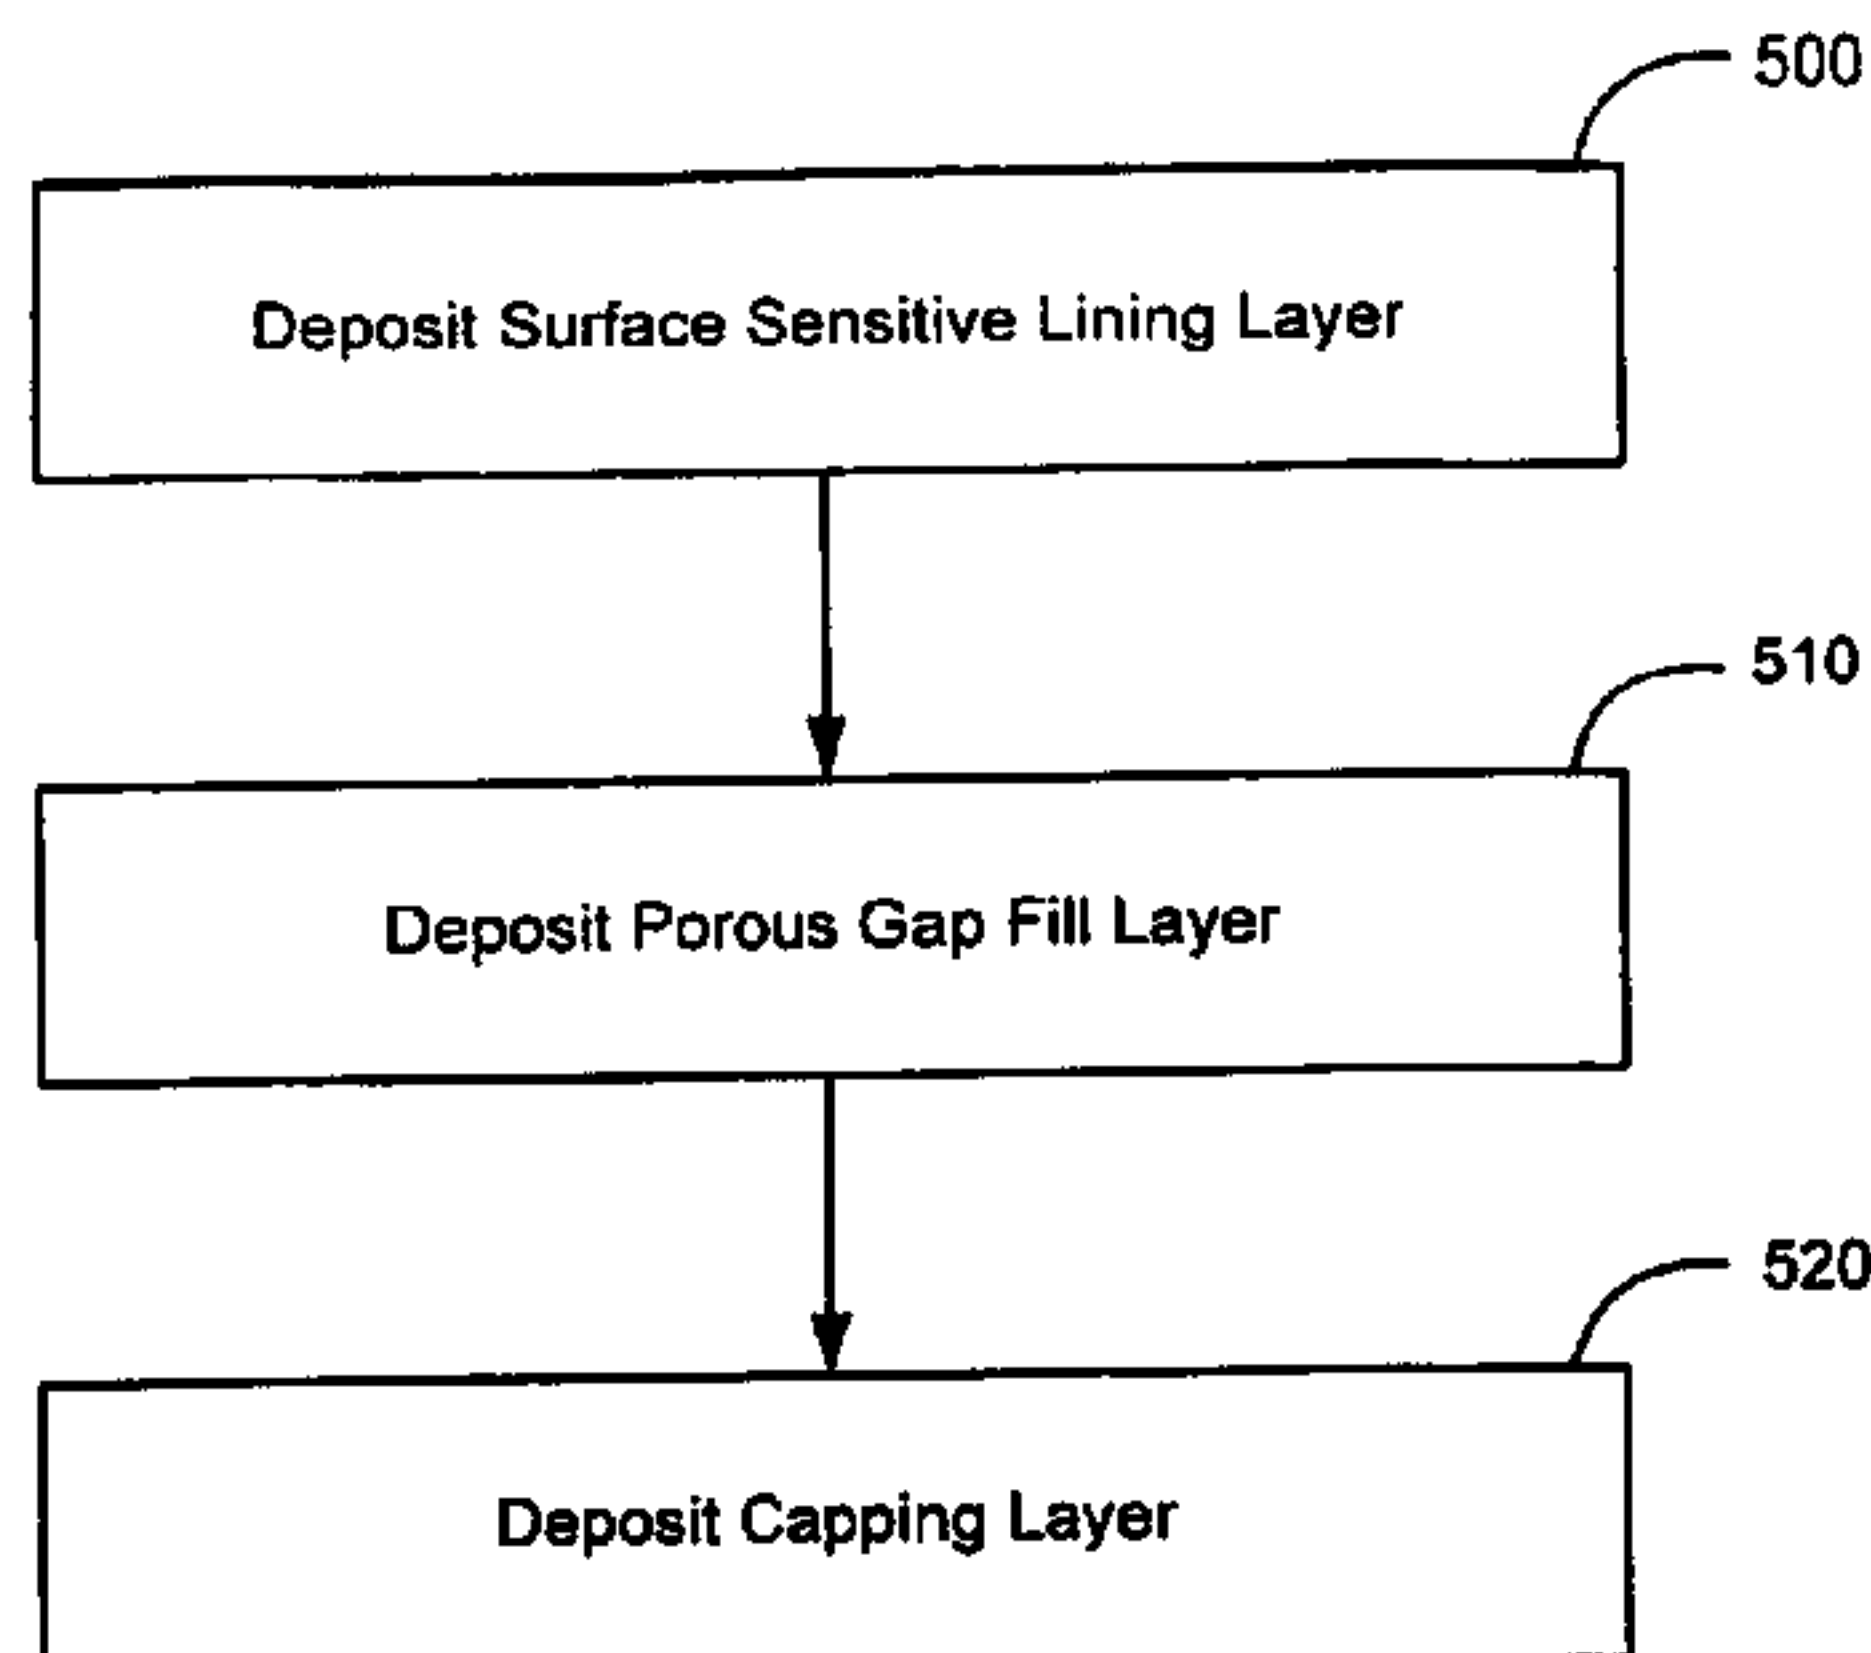 500
Deposit Surface Sensitive Lining Layer
510
Deposit Porous Gap Fill Layer
520
Deposit Capping Layer